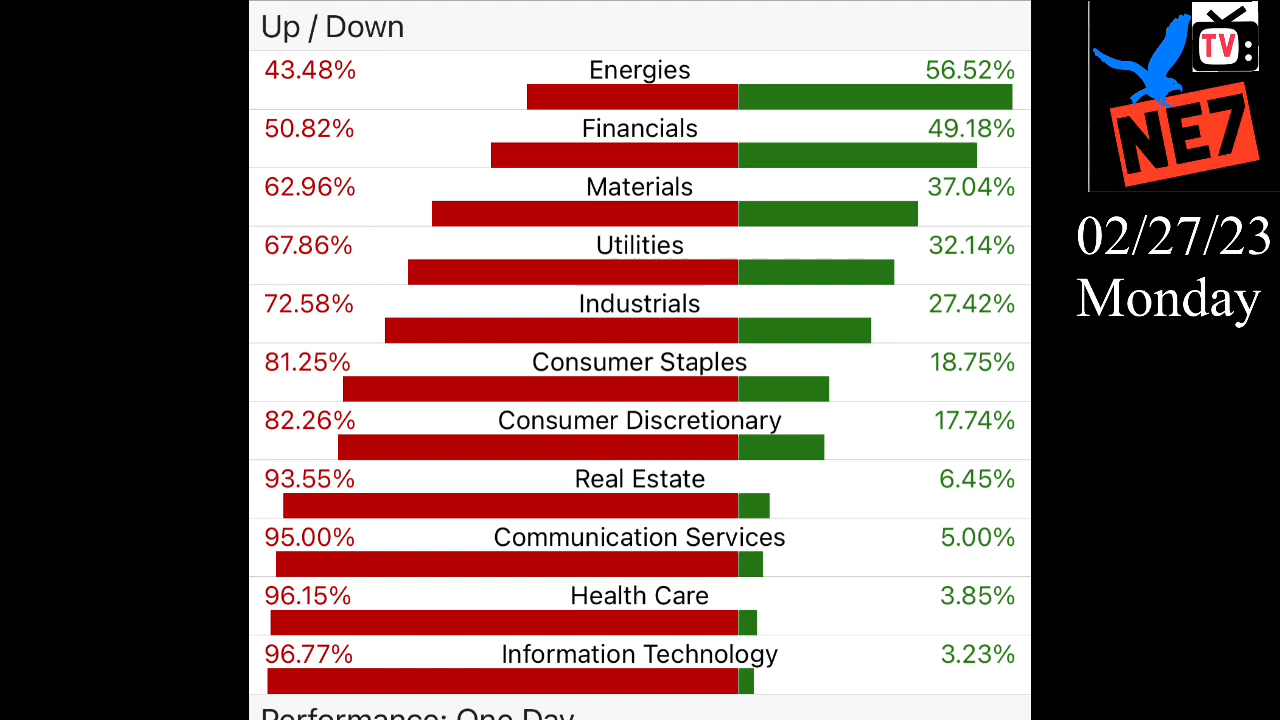 Up / Down
43.48% Energies 56.52%
50.82% Financials 49.18%
62.96% Materials 37.04%
67.86% Utilities 32.14%
72.58% Industrials 27.42%
81.25% Consumer Staples 18.75%
82.26% Consumer Discretionary 17.74%
93.55% Real Estate 6.45%
95.00% Communication Services 5.00%
96.15% Health Care 3.85%
96.77% Information Technology 3.23%
Performance: One Day
TV
NE7
02/27/23
Monday